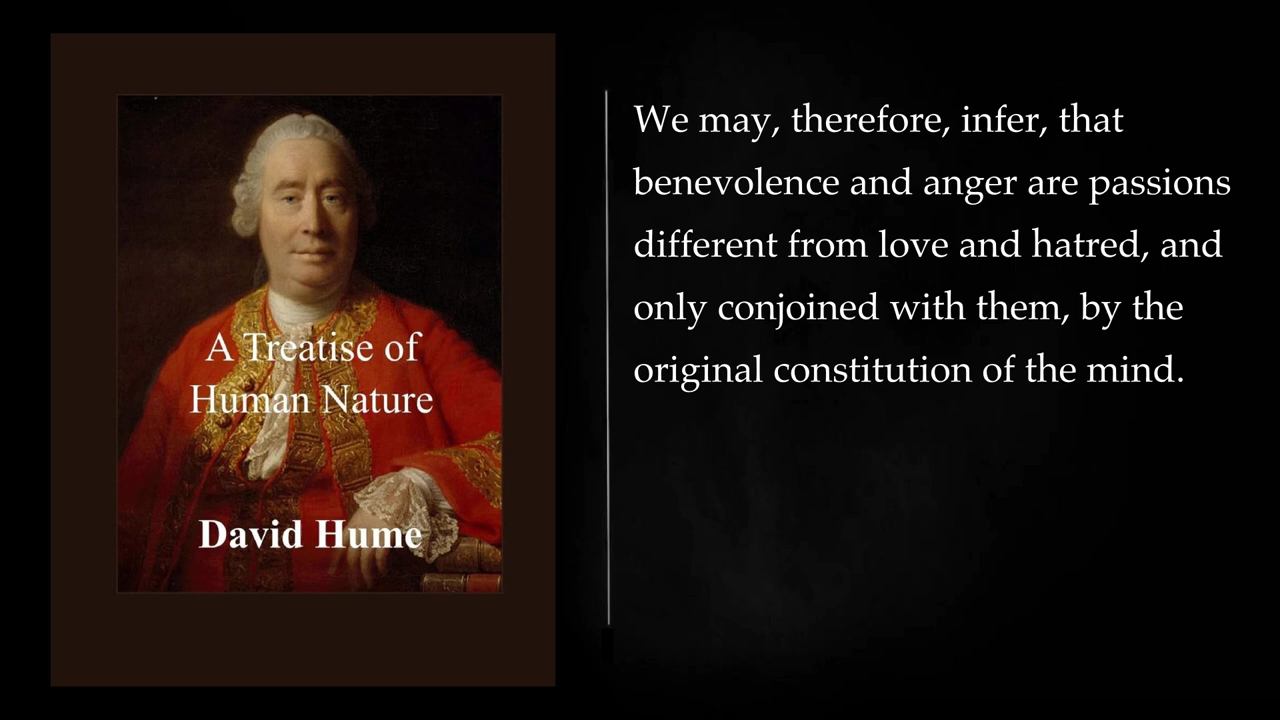 A Treatise of
Human Nature
David Hume
We may, therefore, infer, that
benevolence and anger are passions
different from love and hatred, and
only conjoined with them, by the
original constitution of the mind.